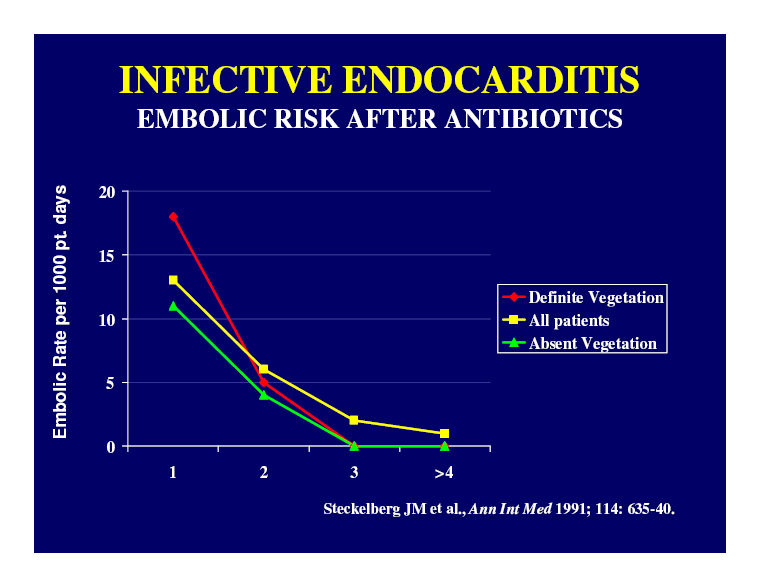 INFECTIVE ENDOCARDITIS
EMBOLIC RISK AFTER ANTIBIOTICS
Embolic Rate per 1000 pt. days
20
15
10
5
0
1 2 3 >4
Definite Vegetation
All patients
Absent Vegetation
Steckelberg JM et al., Ann Int Med 1991; 114: 635-40.